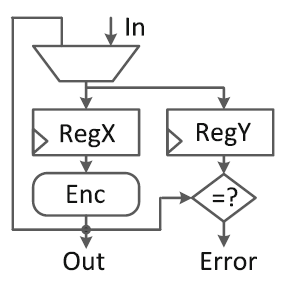 In
RegX
RegY
Enc
=?
Out
Error